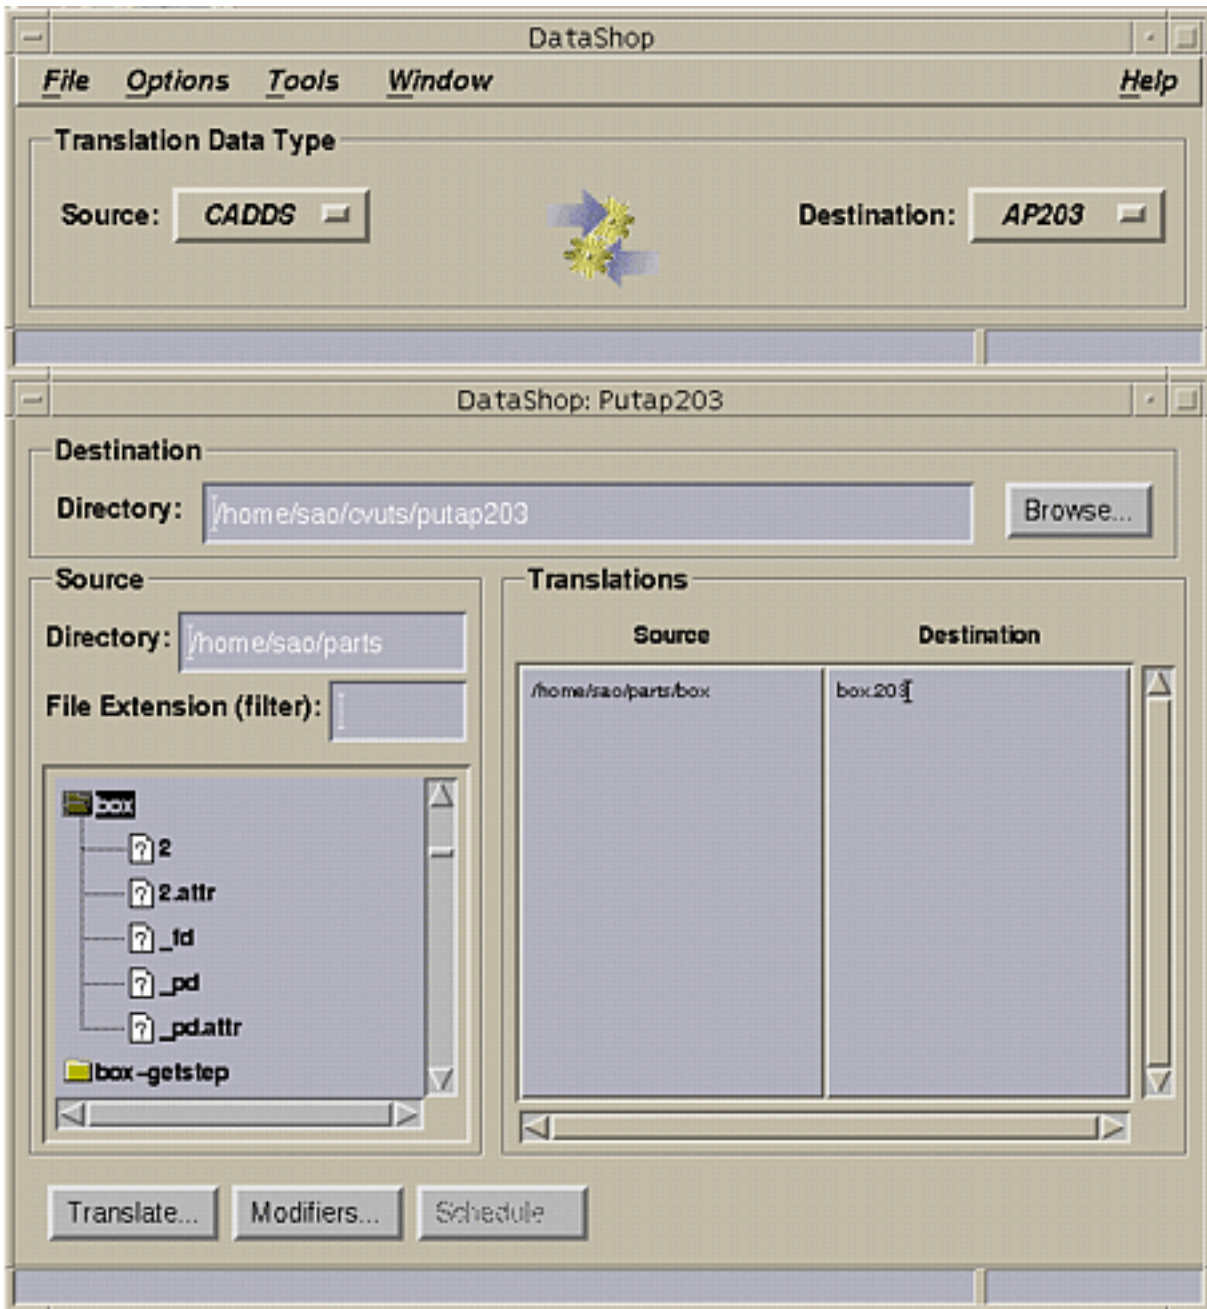 DataShop
File Options Tools Window Help
Translation Data Type
Source: CADDS Destination: AP203
DataShop: Putap203
Destination
Directory: /home/sao/cvuts/putap203 Browse...
Source
Directory: /home/sao/parts
File Extension (filter):
box
? 2
? 2.attr
? _fd
? _pd
? _pd.attr
box-getstep
Translations
Source Destination
/home/sao/parts/box box.203
Translate... Modifiers... Schedule